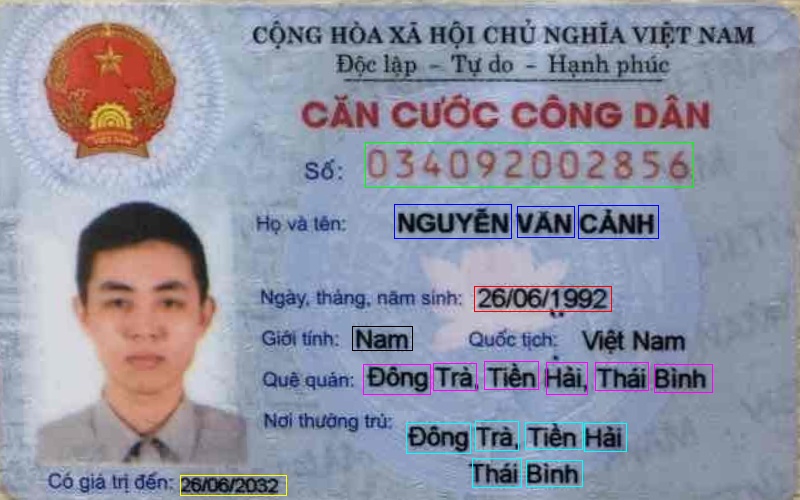 CỘNG HÒA XÃ HỘI CHỦ NGHĨA VIỆT NAM
Độc lập - Tự do - Hạnh phúc
CĂN CƯỚC CÔNG DÂN
Số: 034092002856
Họ và tên: NGUYỄN VĂN CẢNH
Ngày, tháng, năm sinh: 26/06/1992
Giới tính: Nam Quốc tịch: Việt Nam
Quê quán: Đông Trà, Tiền Hải, Thái Bình
Nơi thường trú: Đông Trà, Tiền Hải
Thái Bình
Có giá trị đến: 26/06/2032